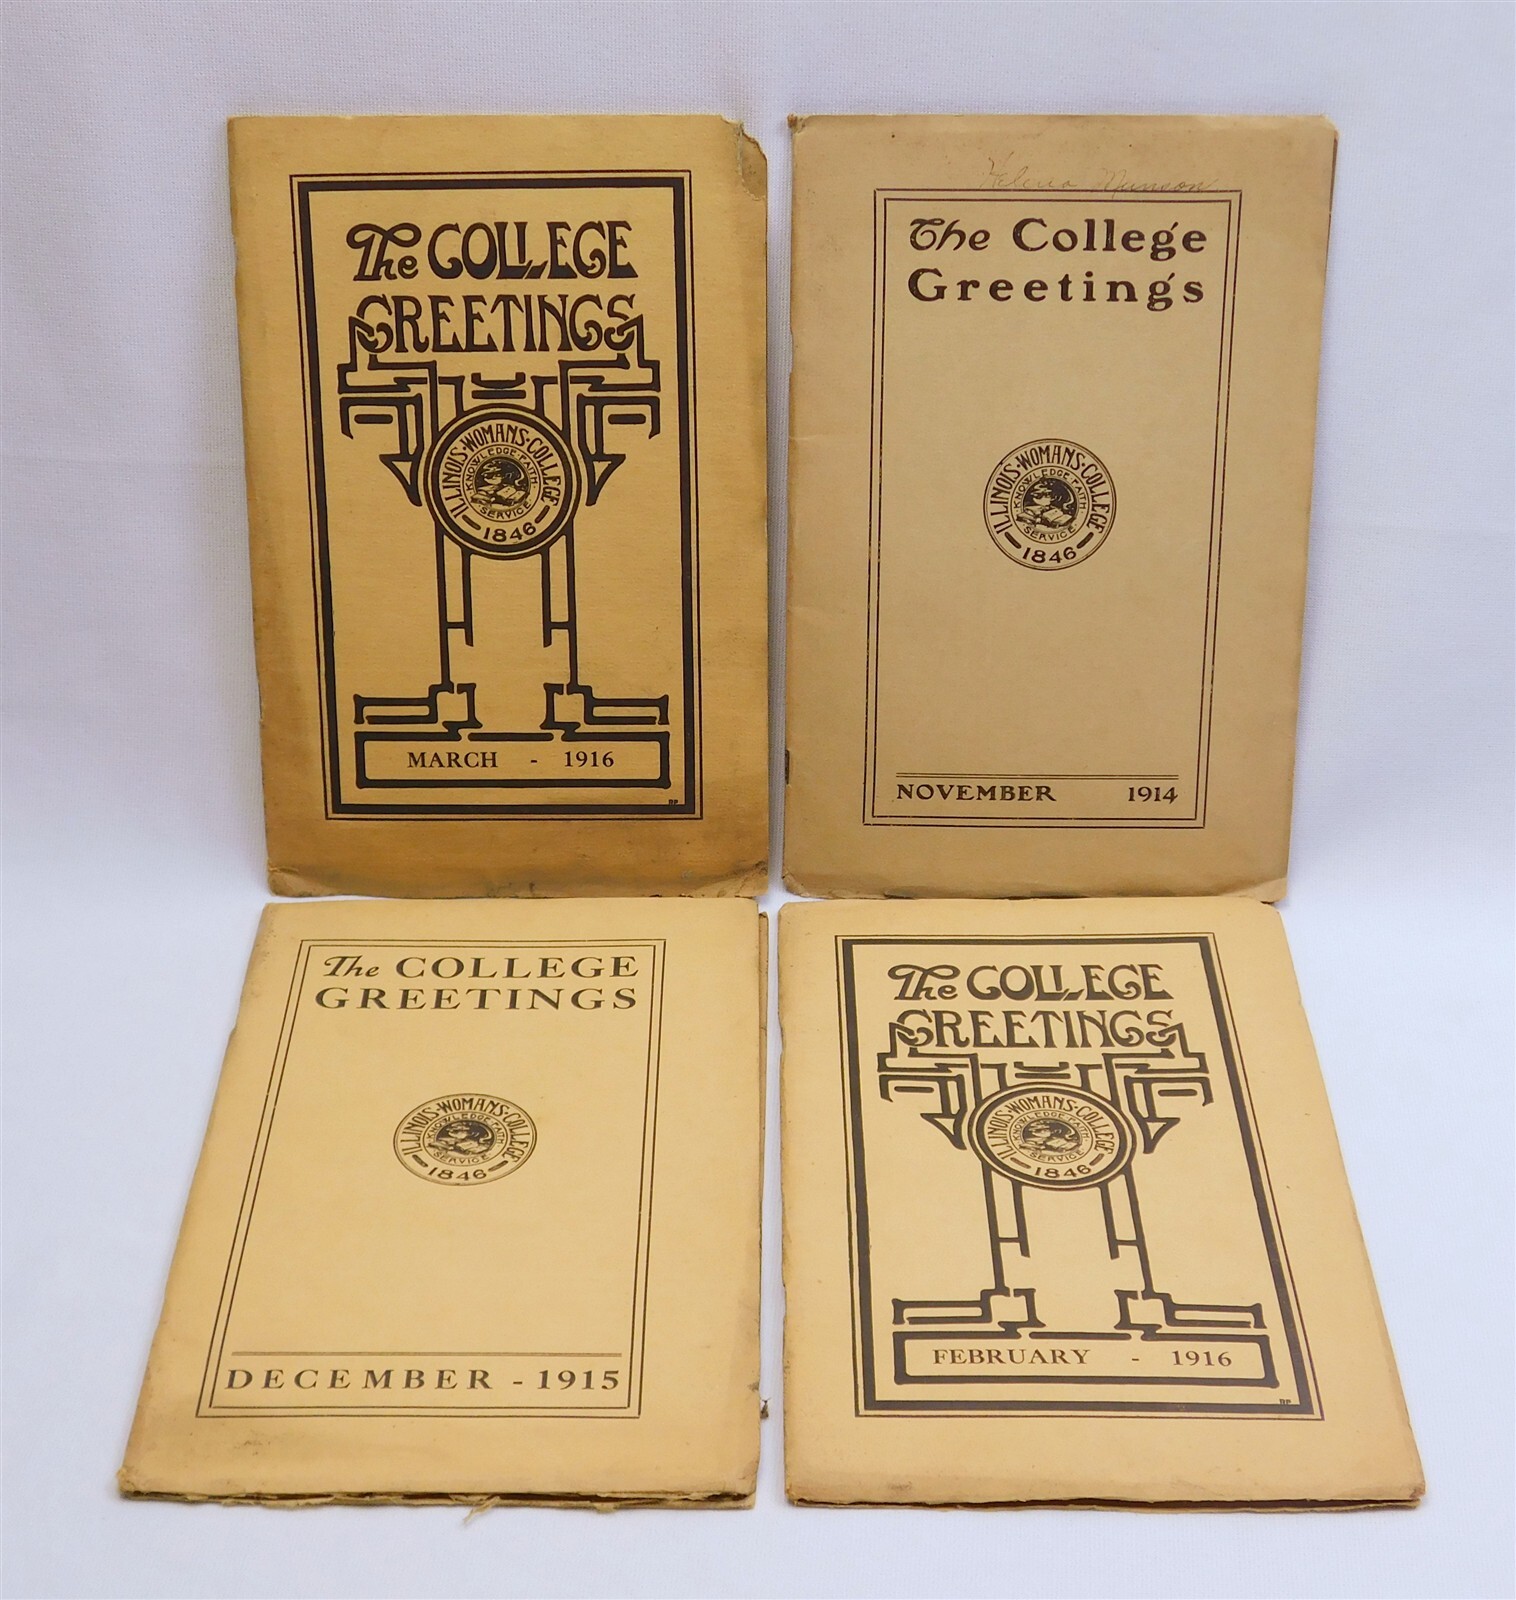 The COLLEGE
GREETINGS
ILLINOIS·WOMANS·COLLEGE
KNOWLEDGE·FAITH·
·SERVICE·
1846
MARCH - 1916
Helena Munson
The College
Greetings
ILLINOIS·WOMANS·COLLEGE
KNOWLEDGE·FAITH·
SERVICE
1846
NOVEMBER 1914
The COLLEGE
GREETINGS
ILLINOIS·WOMANS·COLLEGE
KNOWLEDGE·FAITH·
SERVICE
1846
DECEMBER - 1915
The COLLEGE
GREETINGS
ILLINOIS·WOMANS·COLLEGE
KNOWLEDGE·FAITH·
SERVICE
1846
FEBRUARY - 1916